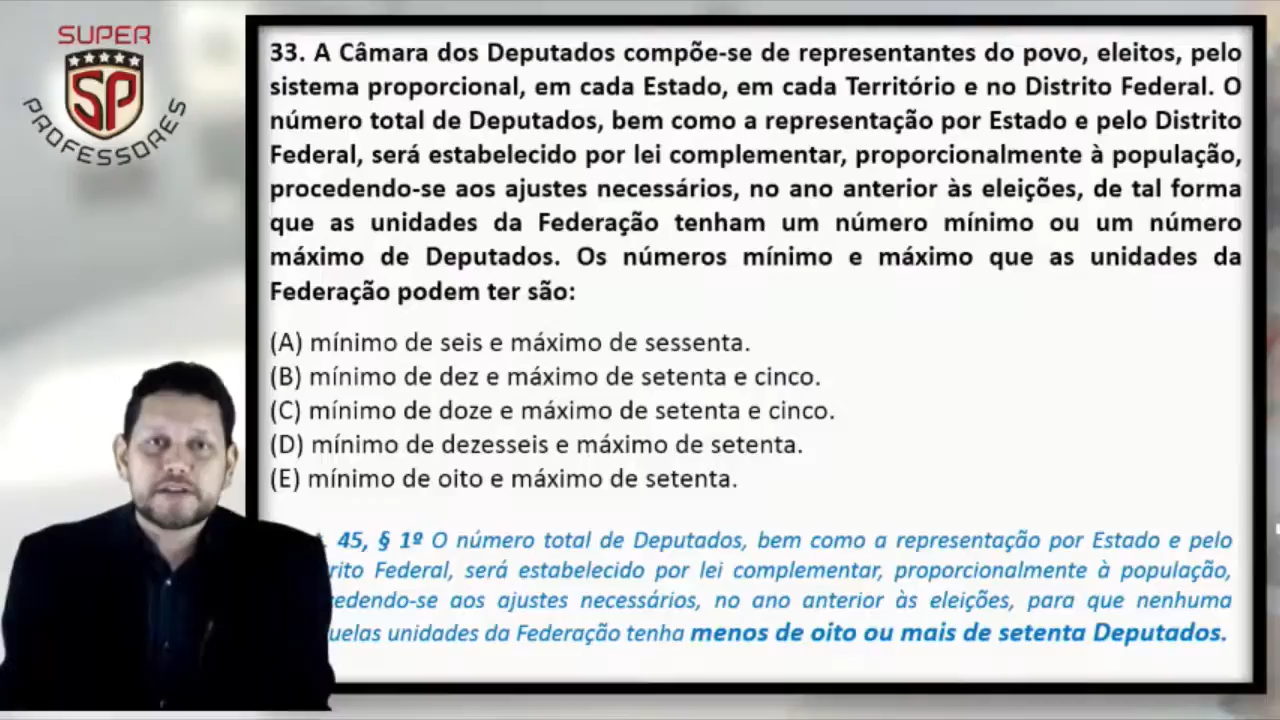 SUPER
SP
PROFESSORES
33. A Câmara dos Deputados compõe-se de representantes do povo, eleitos, pelo
sistema proporcional, em cada Estado, em cada Território e no Distrito Federal. O
número total de Deputados, bem como a representação por Estado e pelo Distrito
Federal, será estabelecido por lei complementar, proporcionalmente à população,
procedendo-se aos ajustes necessários, no ano anterior às eleições, de tal forma
que as unidades da Federação tenham um número mínimo ou um número
máximo de Deputados. Os números mínimo e máximo que as unidades da
Federação podem ter são:
(A) mínimo de seis e máximo de sessenta.
(B) mínimo de dez e máximo de setenta e cinco.
(C) mínimo de doze e máximo de setenta e cinco.
(D) mínimo de dezesseis e máximo de setenta.
(E) mínimo de oito e máximo de setenta.
45, § 1º O número total de Deputados, bem como a representação por Estado e pelo
rito Federal, será estabelecido por lei complementar, proporcionalmente à população,
edendo-se aos ajustes necessários, no ano anterior às eleições, para que nenhuma
uelas unidades da Federação tenha menos de oito ou mais de setenta Deputados.